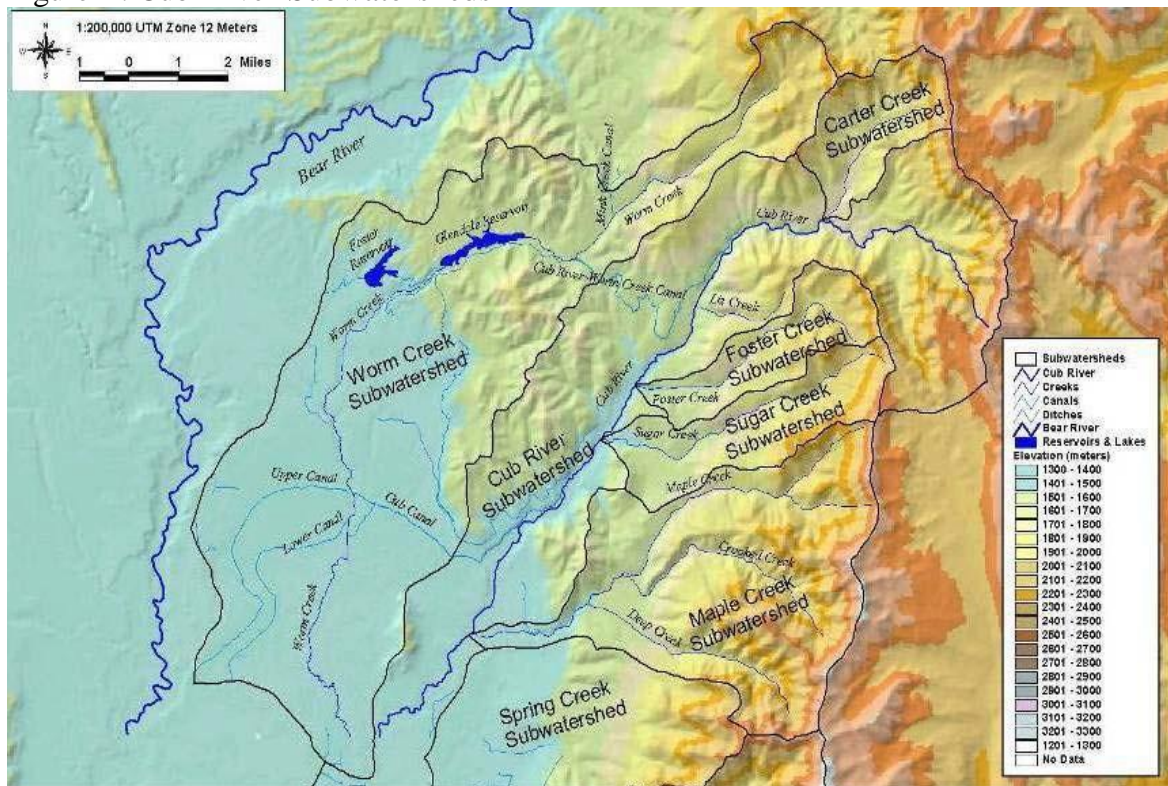 1:200,000 UTM Zone 12 Meters
N
W
E
S
1 0 1 2 Miles
Bear River
Carter Creek
Subwatershed
Mink Creek Canal
Worm Creek
Cub River
Foster
Reservoir
Glendale Reservoir
Cub River-Worm Creek Canal
Worm Creek
Worm Creek
Subwatershed
Foster Creek
Subwatershed
Cub River
Foster Creek
Sugar Creek
Subwatershed
Sugar Creek
Cub River
Subwatershed
Maple Creek
Upper Canal
Cub Canal
Lower Canal
Crooked Creek
Maple Creek
Subwatershed
Deep Creek
Worm Creek
Spring Creek
Subwatershed
Subwatersheds
Cub River
Creeks
Canals
Ditches
Bear River
Reservoirs & Lakes
Elevation (meters)
1300 - 1400
1401 - 1500
1501 - 1600
1601 - 1700
1701 - 1800
1801 - 1900
1901 - 2000
2001 - 2100
2101 - 2200
2201 - 2300
2301 - 2400
2401 - 2500
2501 - 2600
2601 - 2700
2701 - 2800
2801 - 2900
2901 - 3000
3001 - 3100
3101 - 3200
3201 - 3300
1201 - 1300
No Data